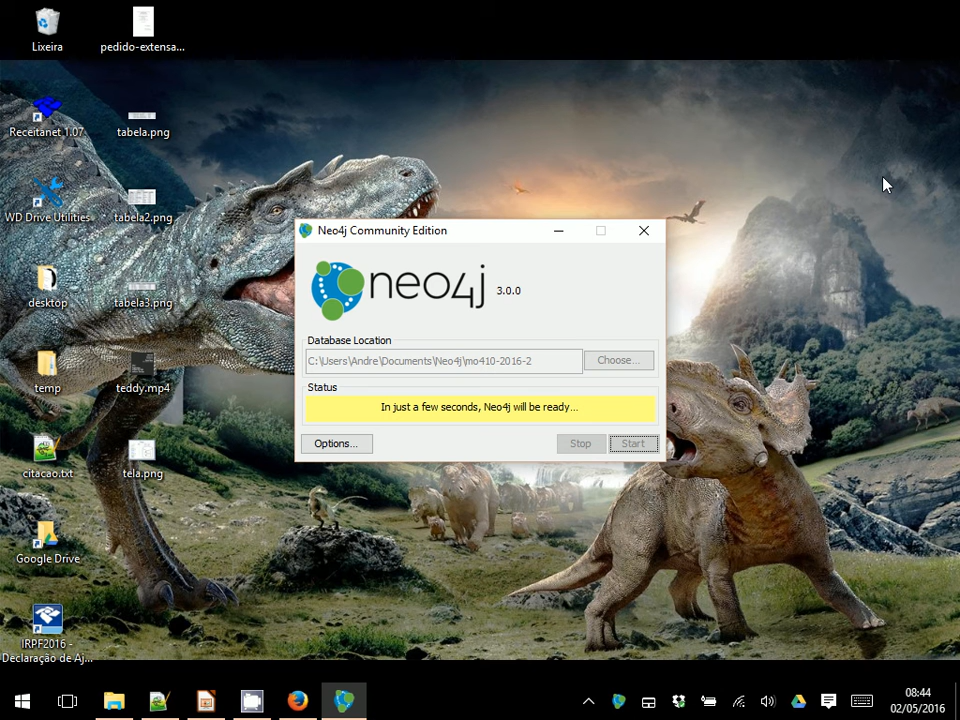 Lixeira
pedido-extensa...
Receitanet 1.07
tabela.png
WD Drive Utilities
tabela2.png
desktop
tabela3.png
temp
teddy.mp4
citacao.txt
tela.png
Google Drive
IRPF2016 -
Declaração de Aj...
Neo4j Community Edition
neo4j 3.0.0
Database Location
C:\Users\Andre\Documents\Neo4j\mo410-2016-2
Choose...
Status
In just a few seconds, Neo4j will be ready...
Options...
Stop
Start
08:44
02/05/2016